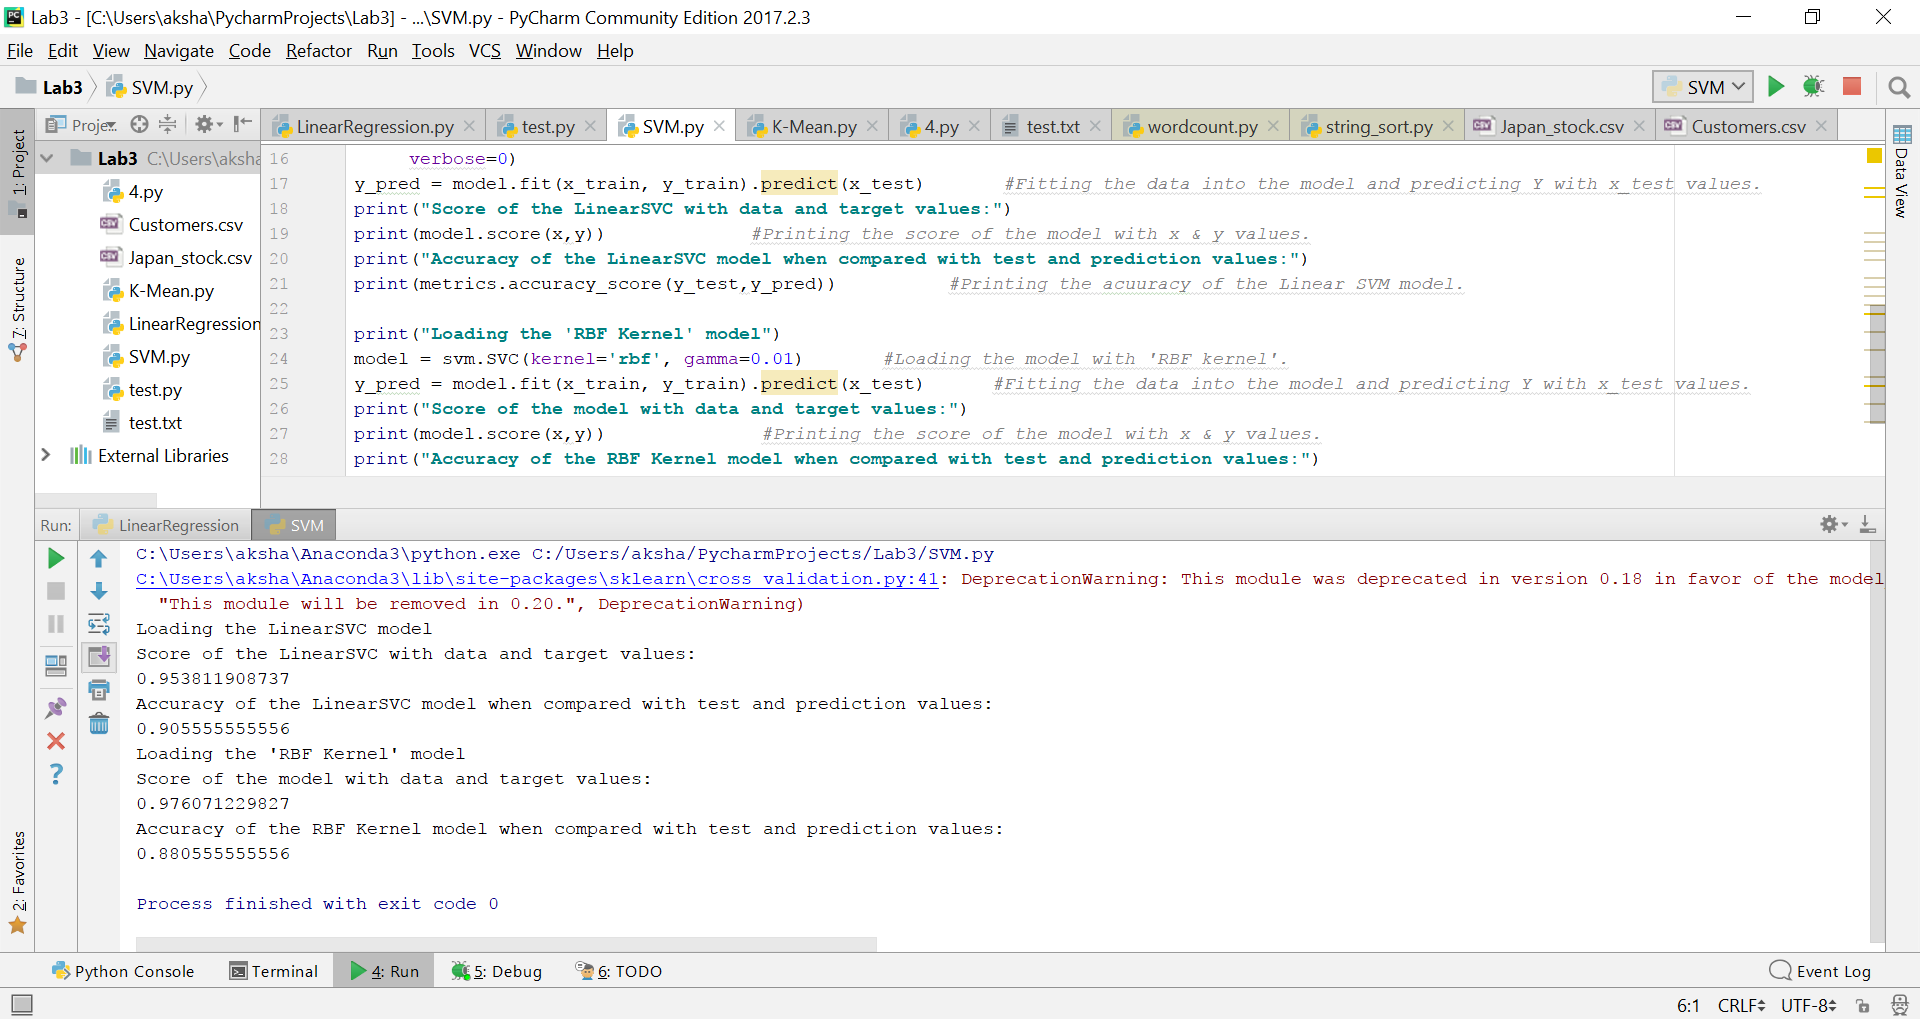 Lab3 - [C:\Users\aksha\PycharmProjects\Lab3] - ...\SVM.py - PyCharm Community Edition 2017.2.3
File Edit View Navigate Code Refactor Run Tools VCS Window Help
Lab3 SVM.py SVM
Proje LinearRegression.py test.py SVM.py K-Mean.py 4.py test.txt wordcount.py string_sort.py Japan_stock.csv Customers.csv
1: Project
7: Structure
2: Favorites
Data View
Lab3 C:\Users\aksha
4.py
Customers.csv
Japan_stock.csv
K-Mean.py
LinearRegression
SVM.py
test.py
test.txt
External Libraries
16 verbose=0)
17 y_pred = model.fit(x_train, y_train).predict(x_test) #Fitting the data into the model and predicting Y with x_test values.
18 print("Score of the LinearSVC with data and target values:")
19 print(model.score(x,y)) #Printing the score of the model with x & y values.
20 print("Accuracy of the LinearSVC model when compared with test and prediction values:")
21 print(metrics.accuracy_score(y_test,y_pred)) #Printing the acuuracy of the Linear SVM model.
22
23 print("Loading the 'RBF Kernel' model")
24 model = svm.SVC(kernel='rbf', gamma=0.01) #Loading the model with 'RBF kernel'.
25 y_pred = model.fit(x_train, y_train).predict(x_test) #Fitting the data into the model and predicting Y with x_test values.
26 print("Score of the model with data and target values:")
27 print(model.score(x,y)) #Printing the score of the model with x & y values.
28 print("Accuracy of the RBF Kernel model when compared with test and prediction values:")
Run: LinearRegression SVM
C:\Users\aksha\Anaconda3\python.exe C:/Users/aksha/PycharmProjects/Lab3/SVM.py
C:\Users\aksha\Anaconda3\lib\site-packages\sklearn\cross_validation.py:41: DeprecationWarning: This module was deprecated in version 0.18 in favor of the model
"This module will be removed in 0.20.", DeprecationWarning)
Loading the LinearSVC model
Score of the LinearSVC with data and target values:
0.953811908737
Accuracy of the LinearSVC model when compared with test and prediction values:
0.905555555556
Loading the 'RBF Kernel' model
Score of the model with data and target values:
0.976071229827
Accuracy of the RBF Kernel model when compared with test and prediction values:
0.880555555556
Process finished with exit code 0
Python Console Terminal 4: Run 5: Debug 6: TODO Event Log
6:1 CRLF UTF-8